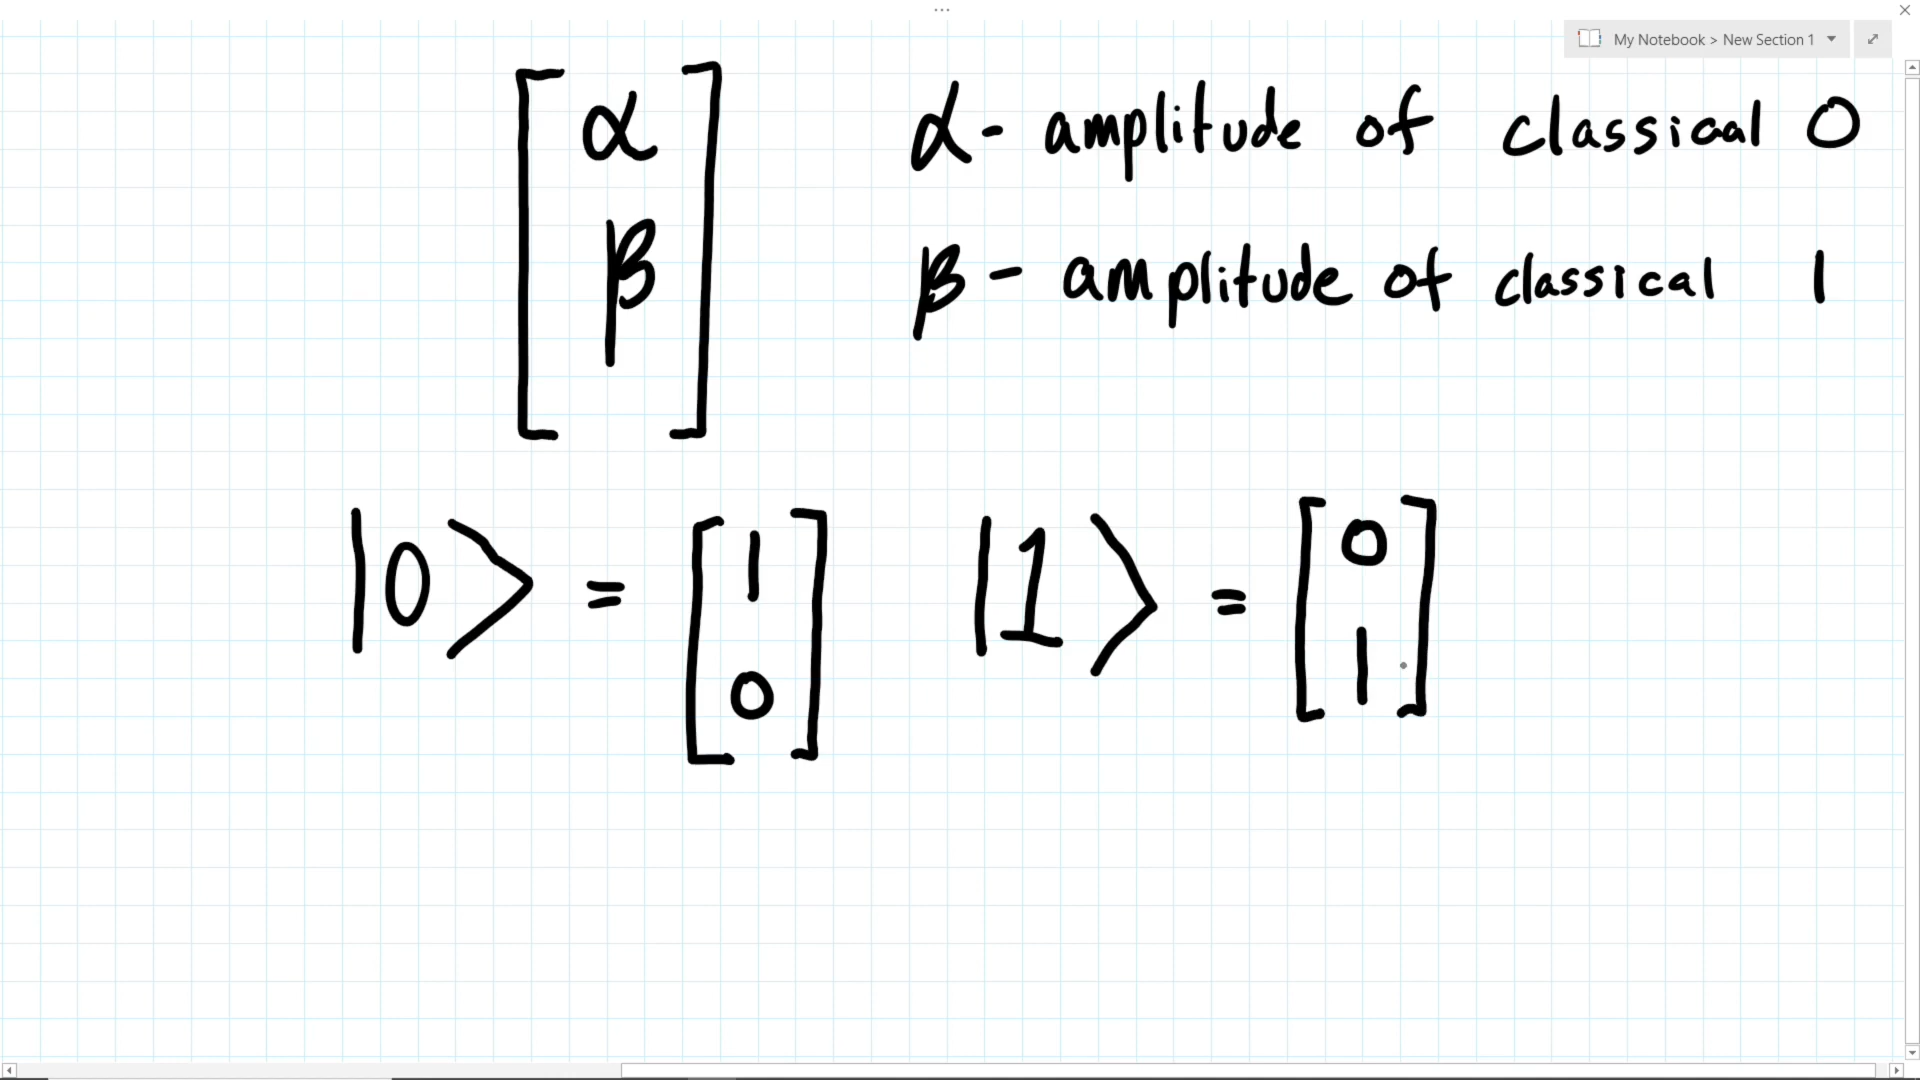 ...
My Notebook > New Section 1
[α β]
α - amplitude of classical 0
β - amplitude of classical 1
|0> = [1 0] |1> = [0 1]